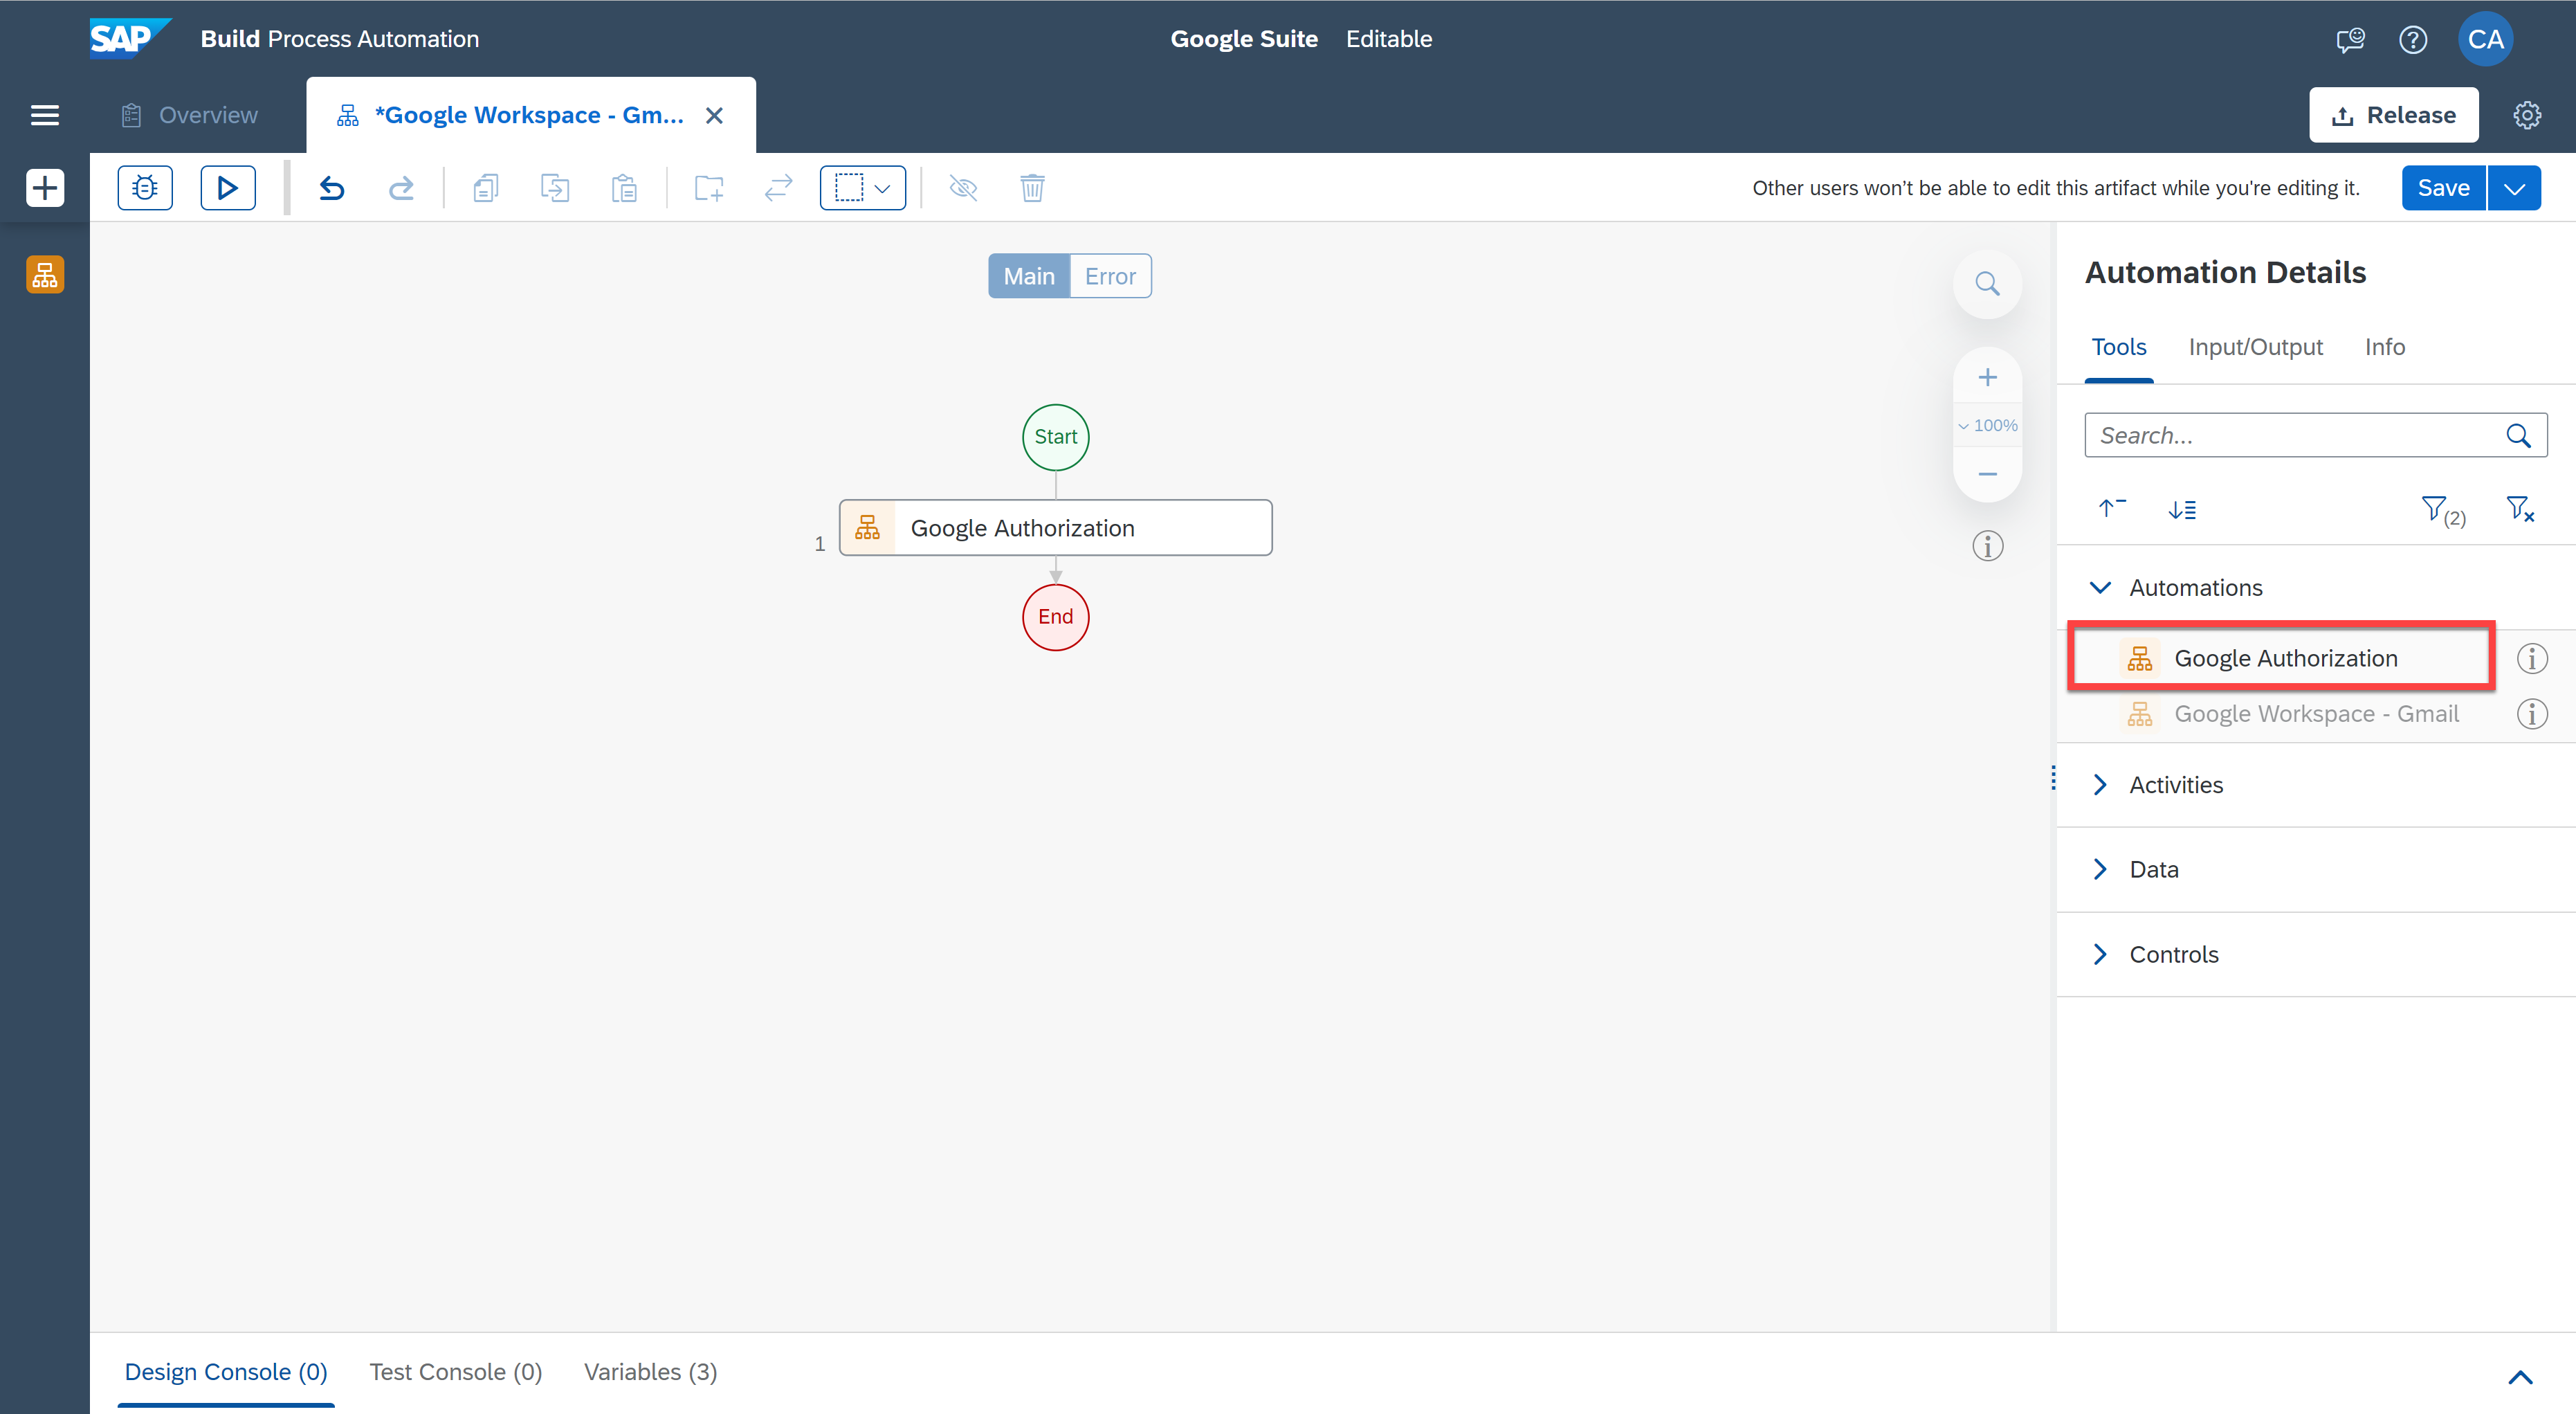 SAP Build Process Automation
Google Suite Editable
CA
Overview
*Google Workspace - Gm...
Release
Other users won't be able to edit this artifact while you're editing it.
Save
Main Error
100%
Start
1
Google Authorization
End
Automation Details
Tools Input/Output Info
Search...
(2)
Automations
Google Authorization
Google Workspace - Gmail
Activities
Data
Controls
Design Console (0) Test Console (0) Variables (3)